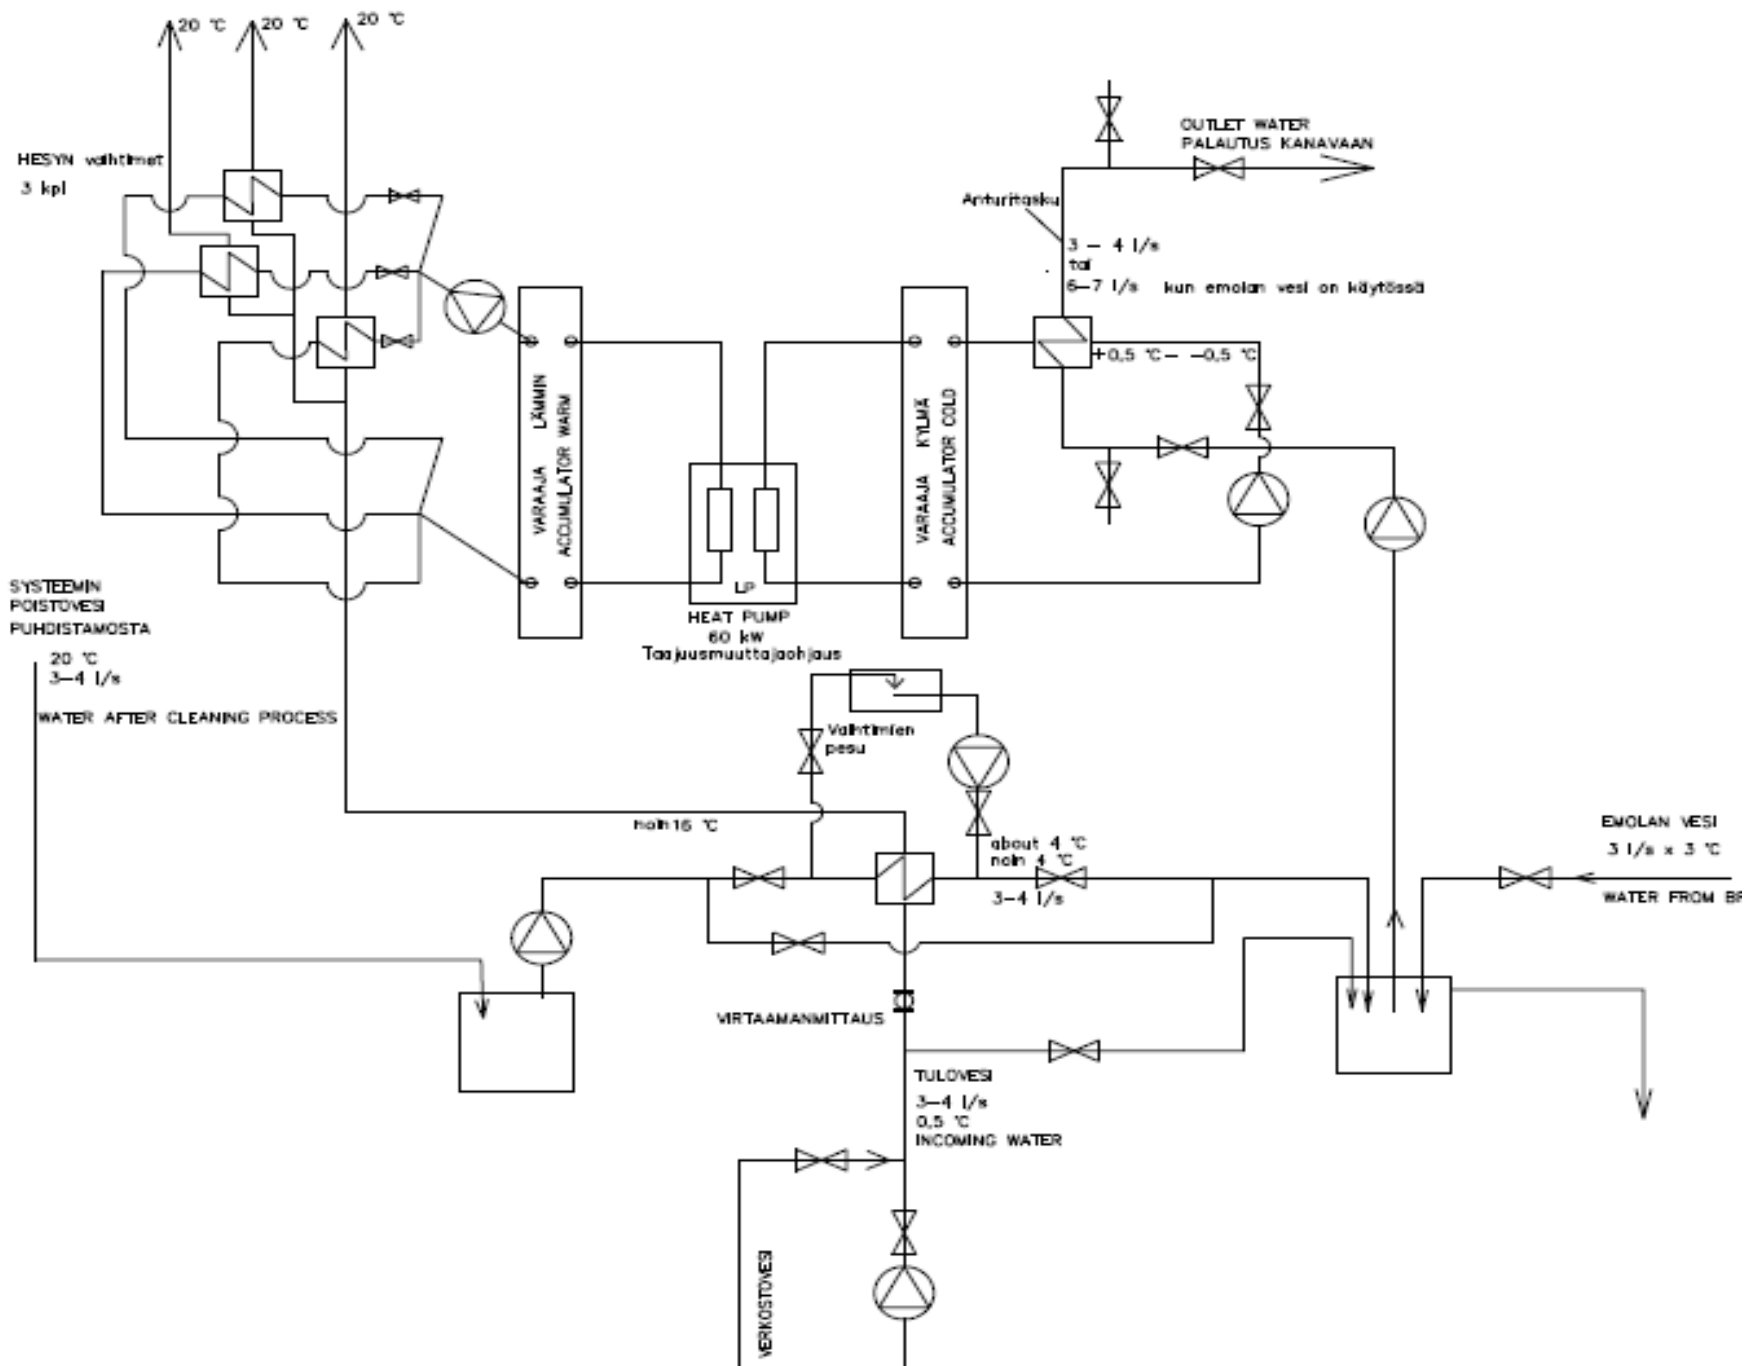 20 °C
20 °C
20 °C
HESYN vaihtimet
3 kpl
OUTLET WATER
PALAUTUS KANAVAAN
Anturitasku
3 – 4 l/s
tai
6–7 l/s kun emolan vesi on käytössä
+0,5 °C – –0,5 °C
VARAAJA LÄMMIN
ACCUMULATOR WARM
VARAAJA KYLMÄ
ACCUMULATOR COLD
LP
HEAT PUMP
60 kW
Taajuusmuuttajaohjaus
SYSTEEMIN
POISTOVESI
PUHDISTAMOSTA
20 °C
3–4 l/s
WATER AFTER CLEANING PROCESS
Vaihtimien
pesu
noin 16 °C
about 4 °C
noin 4 °C
3–4 l/s
EMOLAN VESI
3 l/s x 3 °C
WATER FROM BR
VIRTAAMANMITTAUS
TULOVESI
3–4 l/s
0,5 °C
INCOMING WATER
VERKOSTOVESI